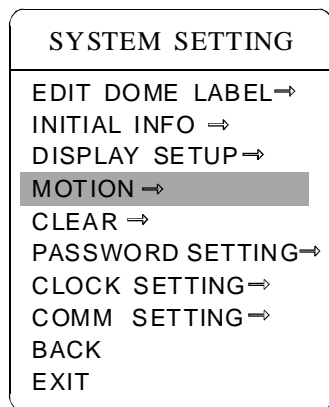 SYSTEM SETTING
EDIT DOME LABEL⇒
INITIAL INFO ⇒
DISPLAY SETUP⇒
MOTION ⇒
CLEAR ⇒
PASSWORD SETTING⇒
CLOCK SETTING⇒
COMM SETTING⇒
BACK
EXIT